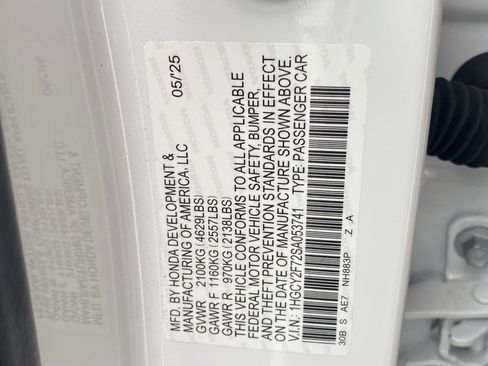 MFD. BY HONDA DEVELOPMENT & 05/'25
MANUFACTURING OF AMERICA, LLC
GVWR 2100KG (4629LBS)
GAWR F 1160KG (2557LBS)
GAWR R 970KG (2138LBS)
THIS VEHICLE CONFORMS TO ALL APPLICABLE
FEDERAL MOTOR VEHICLE SAFETY, BUMPER,
AND THEFT PREVENTION STANDARDS IN EFFECT
ON THE DATE OF MANUFACTURE SHOWN ABOVE.
V.I.N.: 1HGCY2F72SA053741 TYPE: PASSENGER CAR
30B S AE7 NH883P Z A